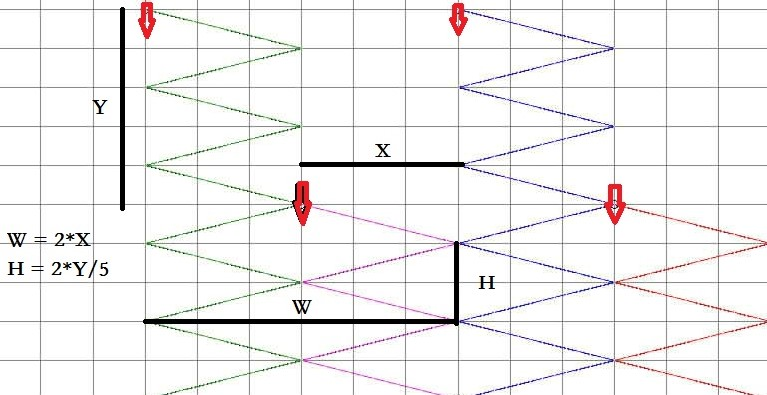 Y
X
W = 2*X
H = 2*Y/5
H
W